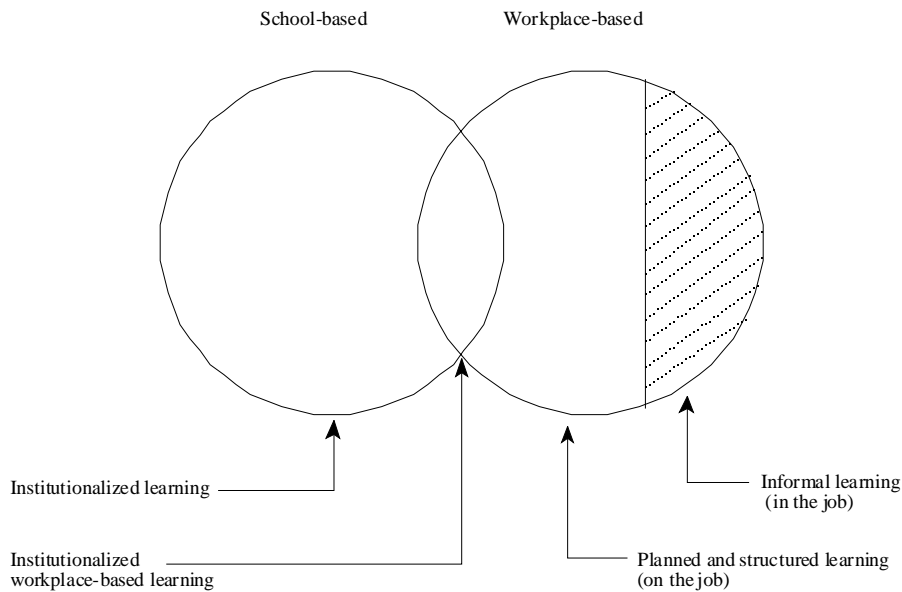 School-based
Workplace-based
Institutionalized learning
Informal learning
(in the job)
Institutionalized
workplace-based learning
Planned and structured learning
(on the job)